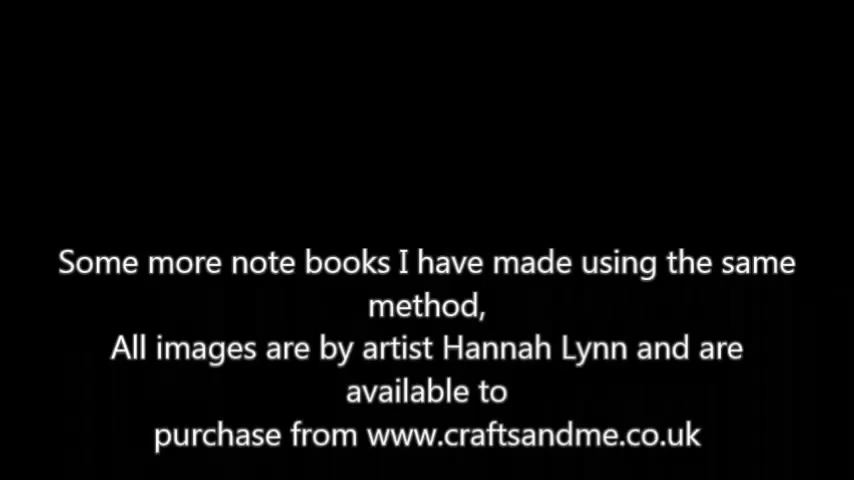 Some more note books I have made using the same
method,
All images are by artist Hannah Lynn and are
available to
purchase from www.craftsandme.co.uk